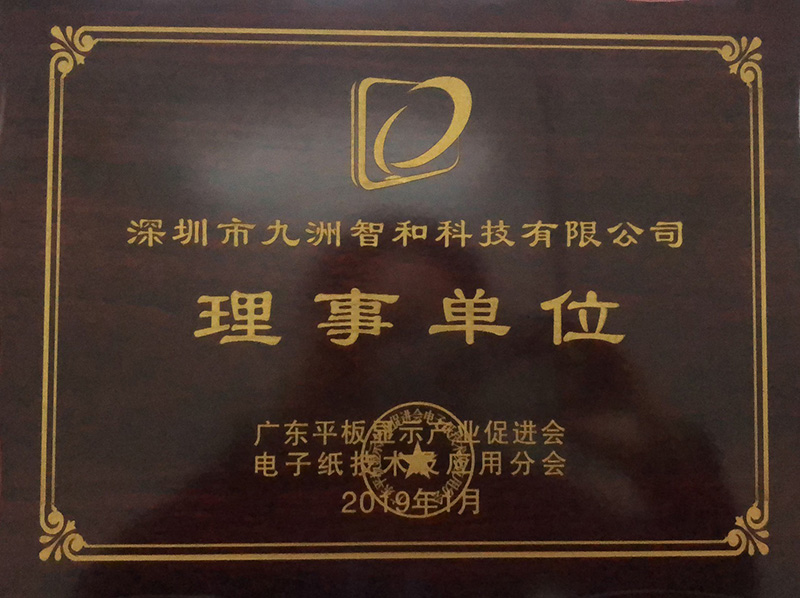 深圳市九洲智和科技有限公司
理事单位
广东平板显示产业促进会
电子纸技术及应用分会
2019年1月